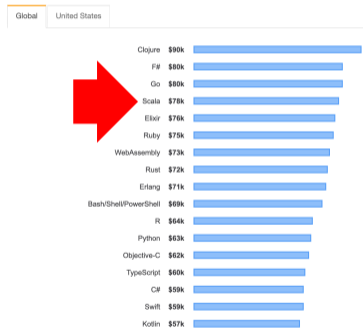 Global United States
Clojure $90k
F# $80k
Go $80k
Scala $78k
Elixir $76k
Ruby $75k
WebAssembly $73k
Rust $72k
Erlang $71k
Bash/Shell/PowerShell $69k
R $64k
Python $63k
Objective-C $62k
TypeScript $60k
C# $59k
Swift $59k
Kotlin $57k